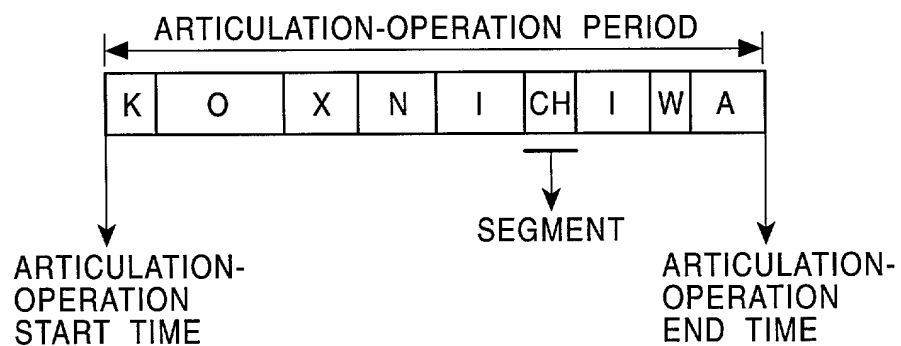 ARTICULATION-OPERATION PERIOD
K O X N I CH I W A
SEGMENT
ARTICULATION-
OPERATION
START TIME
ARTICULATION-
OPERATION
END TIME